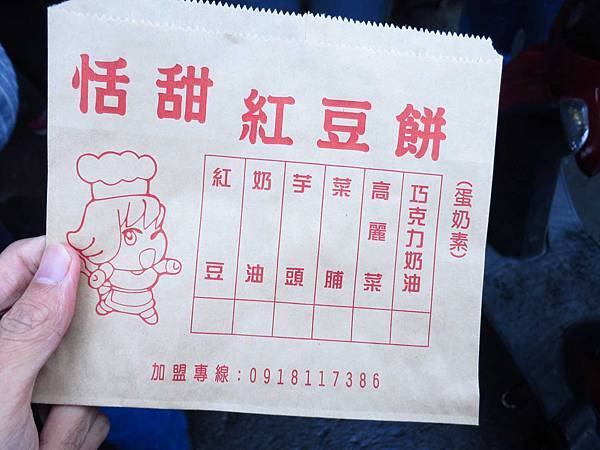 恬甜紅豆餅
(蛋奶素)
紅豆
奶油
芋頭
菜脯
高麗菜
巧克力奶油
加盟專線:0918117386